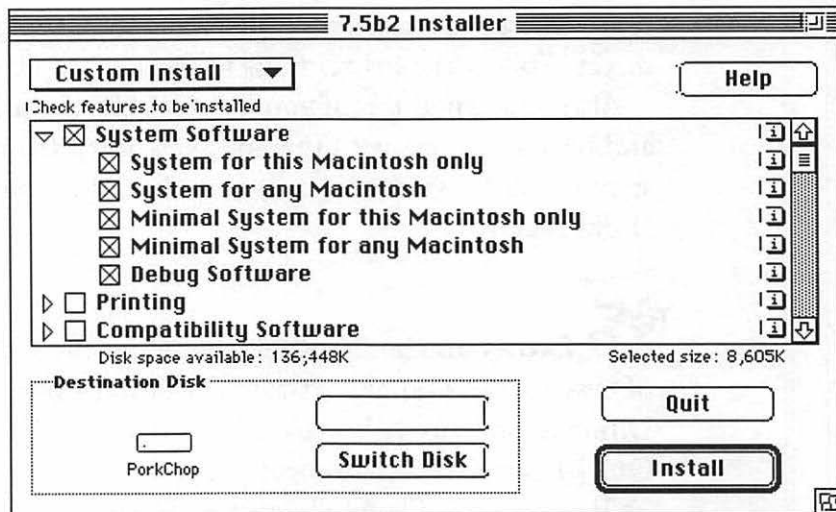 7.5b2 Installer
Custom Install
Help
Check features to be installed
System Software
System for this Macintosh only
System for any Macintosh
Minimal System for this Macintosh only
Minimal System for any Macintosh
Debug Software
Printing
Compatibility Software
Disk space available: 136,448K
Selected size: 8,605K
Destination Disk
Quit
PorkChop
Switch Disk
Install